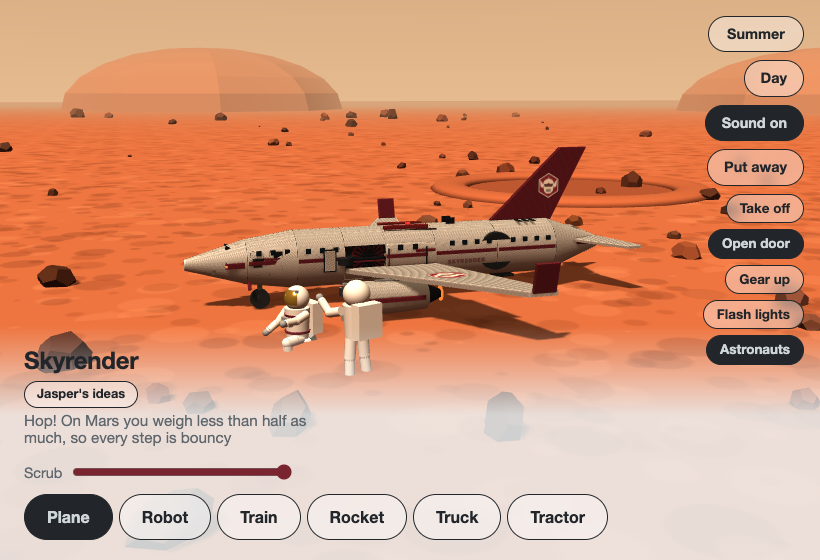 Summer
Day
Sound on
Put away
Take off
Open door
Gear up
Flash lights
Astronauts
SKYRENDER
Skyrender
Jasper's ideas
Hop! On Mars you weigh less than half as
much, so every step is bouncy
Scrub
Plane
Robot
Train
Rocket
Truck
Tractor